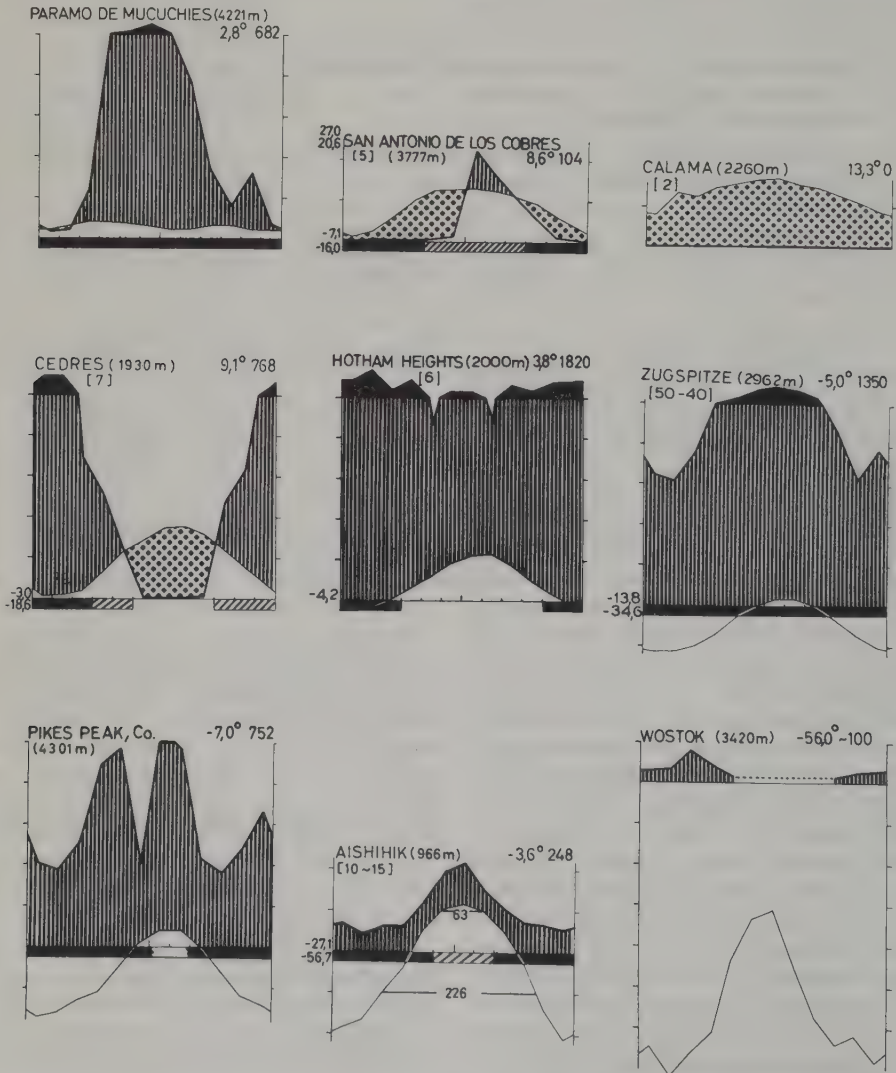 PARAMO DE MUCUCHIES (4221m)
2,8° 682
27,0
20,6
SAN ANTONIO DE LOS COBRES
[5] (3777m) 8,6° 104
-7,1
-16,0
CALAMA (2260m) 13,3° 0
[2]
CEDRES (1930m) 9,1° 768
[7]
-3,0
-18,6
HOTHAM HEIGHTS (2000m) 3,8° 1820
[6]
-4,2
ZUGSPITZE (2962m) -5,0° 1350
[50-40]
-13,8
-34,6
PIKES PEAK, Co. -7,0° 752
(4301m)
AISHIHIK (966m) -3,6° 248
[10~15]
63
-27,1
-56,7
226
WOSTOK (3420m) -56,0° ~100